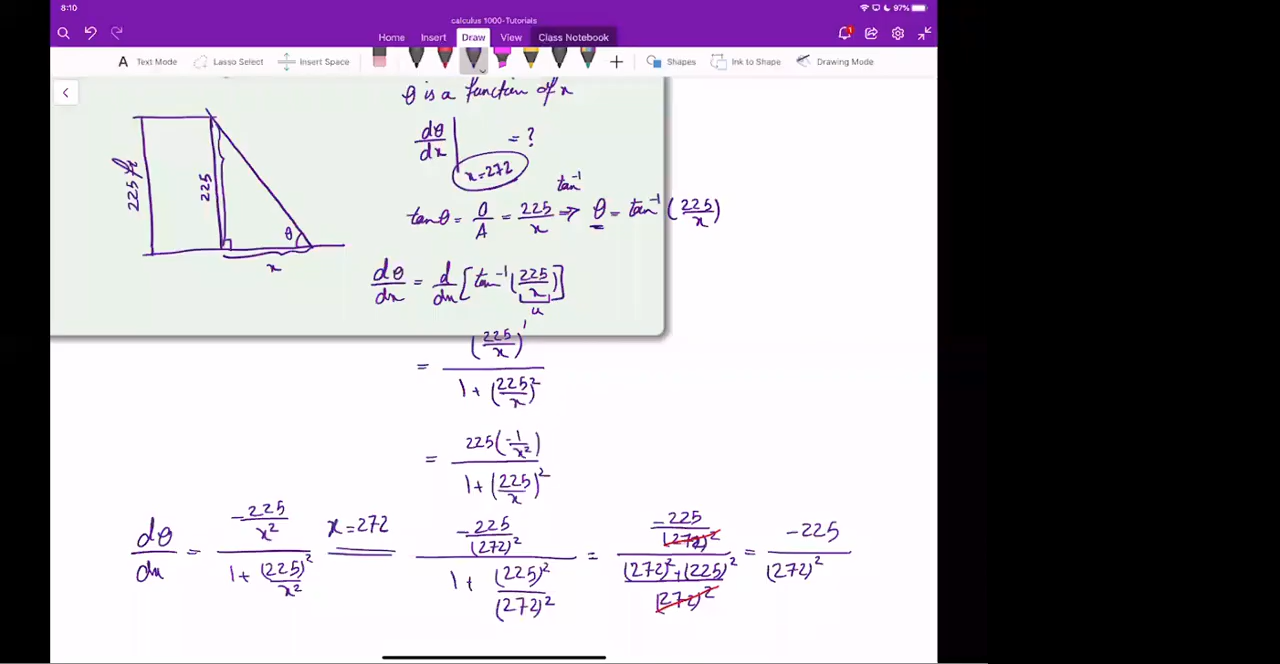 8:10
97%
calculus 1000-Tutorials
Home Insert Draw View Class Notebook
Text Mode Lasso Select Insert Space Shapes Ink to Shape Drawing Mode
θ is a function of x
dθ/dx | x=272 = ?
225 ft
225
θ
x
tan⁻¹
tanθ = O/A = 225/x ⇒ θ = tan⁻¹(225/x)
dθ/dx = d/dx [tan⁻¹(225/x)]
u
= (225/x)' / 1 + (225/x)²
= 225(-1/x²) / 1 + (225/x)²
dθ/dx = -225/x² / 1 + (225)²/x² x=272 -225/(272)² / 1 + (225)²/(272)² = -225/(272)² / (272)²+(225)²/(272)² = -225/(272)²